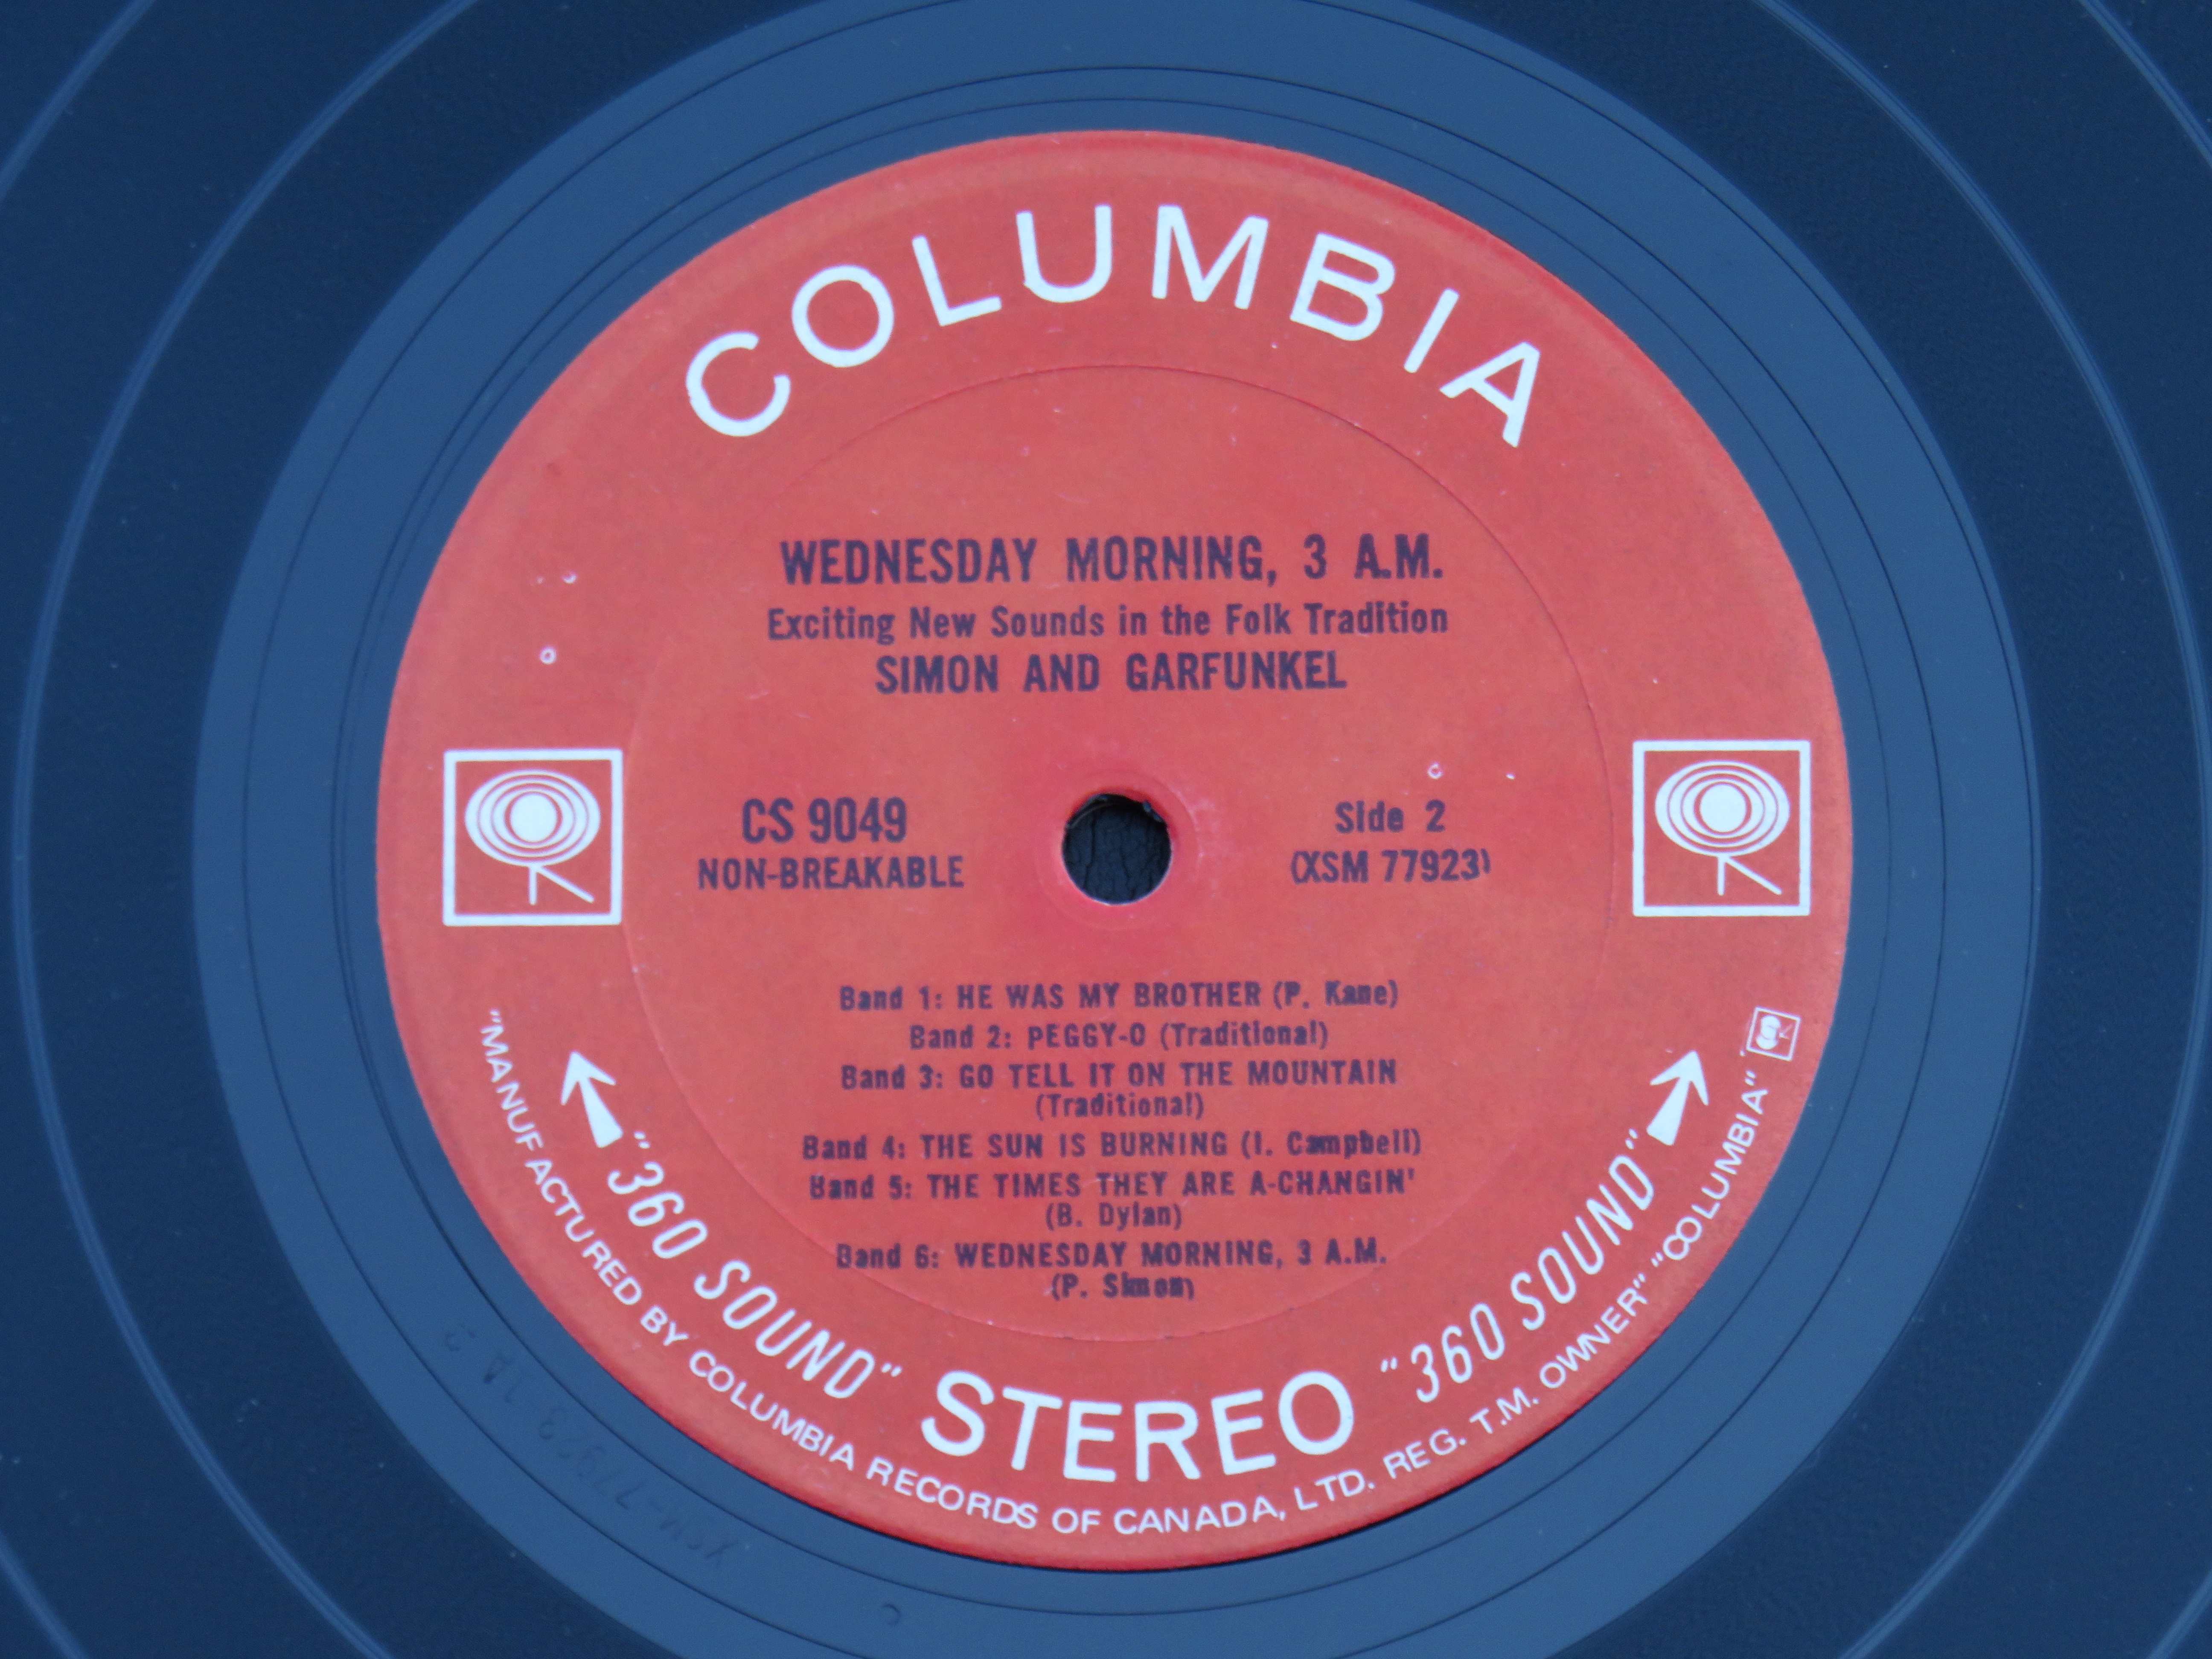 COLUMBIA
WEDNESDAY MORNING, 3 A.M.
Exciting New Sounds in the Folk Tradition
SIMON AND GARFUNKEL
CS 9049
NON-BREAKABLE
Side 2
(XSM 77923)
Band 1: HE WAS MY BROTHER (P. Kane)
Band 2: PEGGY-O (Traditional)
Band 3: GO TELL IT ON THE MOUNTAIN
(Traditional)
Band 4: THE SUN IS BURNING (I. Campbell)
Band 5: THE TIMES THEY ARE A-CHANGIN'
(B. Dylan)
Band 6: WEDNESDAY MORNING, 3 A.M.
(P. Simon)
"360 SOUND" STEREO "360 SOUND"
"MANUFACTURED BY COLUMBIA RECORDS OF CANADA, LTD. REG. T.M. OWNER" "COLUMBIA"